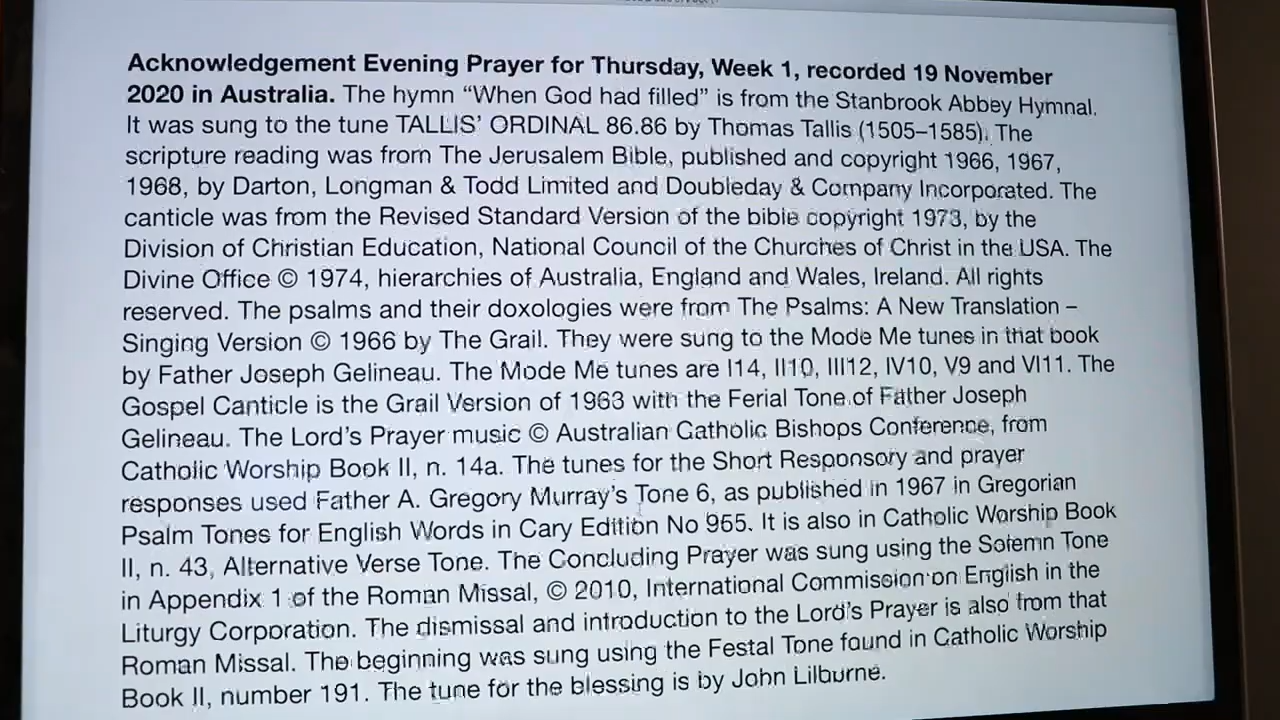 Acknowledgement Evening Prayer for Thursday, Week 1, recorded 19 November
2020 in Australia. The hymn “When God had filled” is from the Stanbrook Abbey Hymnal.
It was sung to the tune TALLIS’ ORDINAL 86.86 by Thomas Tallis (1505–1585). The
scripture reading was from The Jerusalem Bible, published and copyright 1966, 1967,
1968, by Darton, Longman & Todd Limited and Doubleday & Company Incorporated. The
canticle was from the Revised Standard Version of the bible copyright 1973, by the
Division of Christian Education, National Council of the Churches of Christ in the USA. The
Divine Office © 1974, hierarchies of Australia, England and Wales, Ireland. All rights
reserved. The psalms and their doxologies were from The Psalms: A New Translation –
Singing Version © 1966 by The Grail. They were sung to the Mode Me tunes in that book
by Father Joseph Gelineau. The Mode Me tunes are I14, II10, III12, IV10, V9 and VI11. The
Gospel Canticle is the Grail Version of 1963 with the Ferial Tone of Father Joseph
Gelineau. The Lord’s Prayer music © Australian Catholic Bishops Conference, from
Catholic Worship Book II, n. 14a. The tunes for the Short Responsory and prayer
responses used Father A. Gregory Murray’s Tone 6, as published in 1967 in Gregorian
Psalm Tones for English Words in Cary Edition No 965. It is also in Catholic Worship Book
II, n. 43, Alternative Verse Tone. The Concluding Prayer was sung using the Solemn Tone
in Appendix 1 of the Roman Missal, © 2010, International Commission on English in the
Liturgy Corporation. The dismissal and introduction to the Lord’s Prayer is also from that
Roman Missal. The beginning was sung using the Festal Tone found in Catholic Worship
Book II, number 191. The tune for the blessing is by John Lilburne.